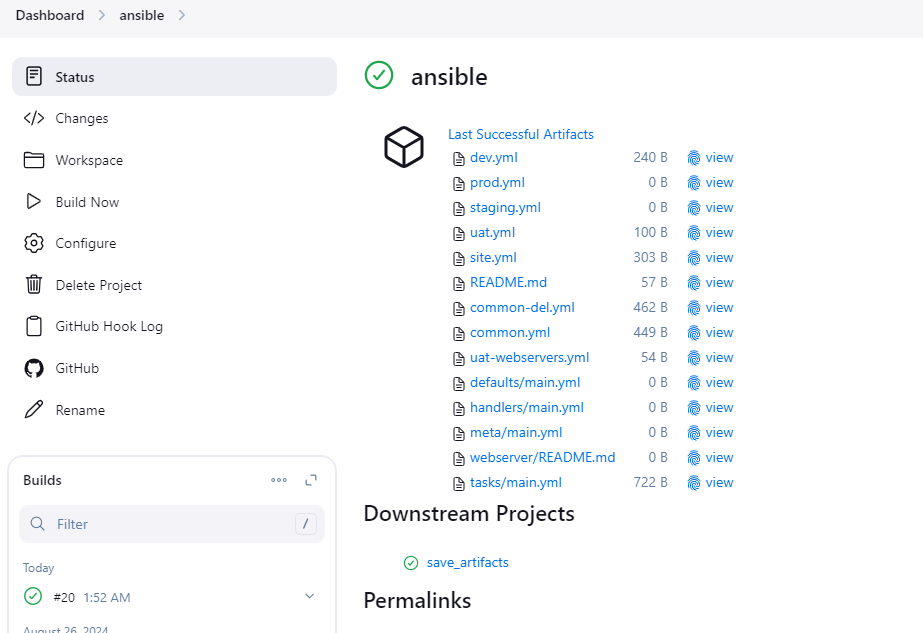 Dashboard > ansible >
Status
Changes
Workspace
Build Now
Configure
Delete Project
GitHub Hook Log
GitHub
Rename
Builds
Filter /
Today
#20 1:52 AM
August 26, 2024
ansible
Last Successful Artifacts
dev.yml 240 B view
prod.yml 0 B view
staging.yml 0 B view
uat.yml 100 B view
site.yml 303 B view
README.md 57 B view
common-del.yml 462 B view
common.yml 449 B view
uat-webservers.yml 54 B view
defaults/main.yml 0 B view
handlers/main.yml 0 B view
meta/main.yml 0 B view
webserver/README.md 0 B view
tasks/main.yml 722 B view
Downstream Projects
save_artifacts
Permalinks